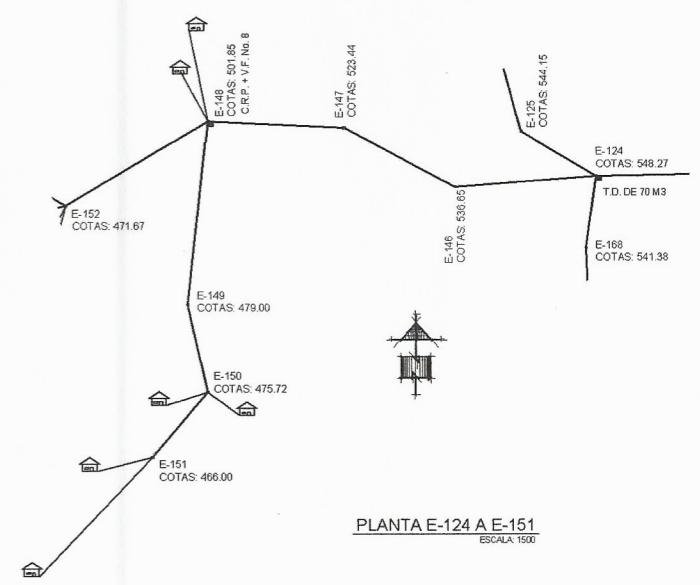 E-148
COTAS: 501.85
C.R.P. + V.F. No. 8
E-147
COTAS: 523.44
E-125
COTAS: 544.15
E-124
COTAS: 548.27
T.D. DE 70 M3
E-152
COTAS: 471.67
E-146
COTAS: 536.65
E-168
COTAS: 541.38
E-149
COTAS: 479.00
E-150
COTAS: 475.72
E-151
COTAS: 466.00
PLANTA E-124 A E-151
ESCALA: 1500